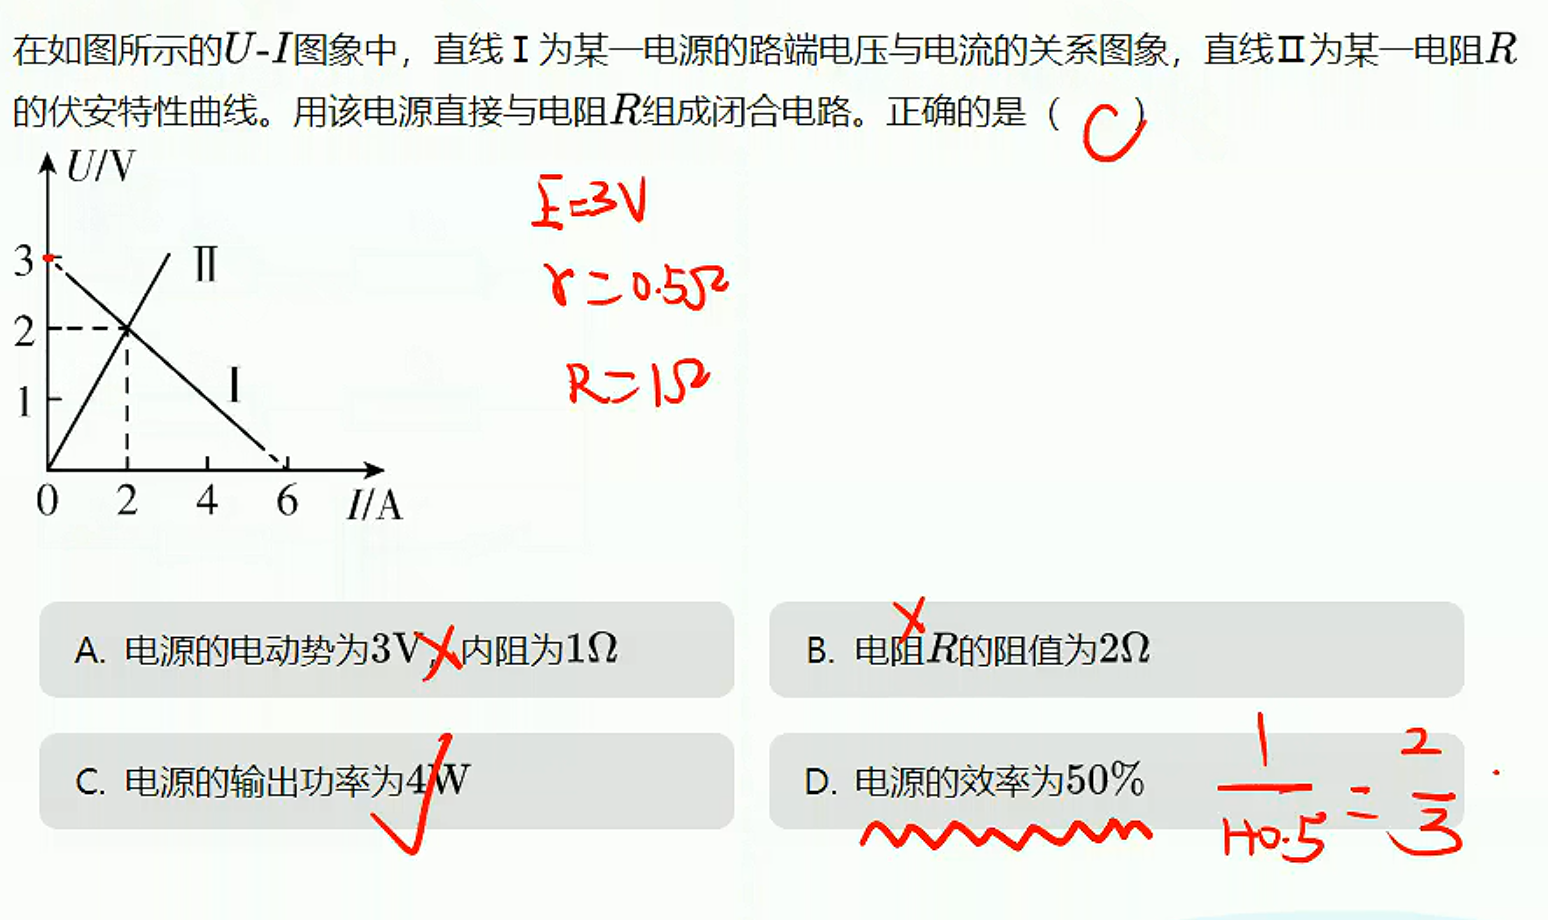 在如图所示的U-I图象中，直线Ⅰ为某一电源的路端电压与电流的关系图象，直线Ⅱ为某一电阻R
的伏安特性曲线。用该电源直接与电阻R组成闭合电路。正确的是（ C ）
U/V
3
2
1
0 2 4 6 I/A
Ⅱ
Ⅰ
E=3V
r=0.5Ω
R=1Ω
A. 电源的电动势为3V，内阻为1Ω
B. 电阻R的阻值为2Ω
C. 电源的输出功率为4W
D. 电源的效率为50%
1/1+0.5=2/3